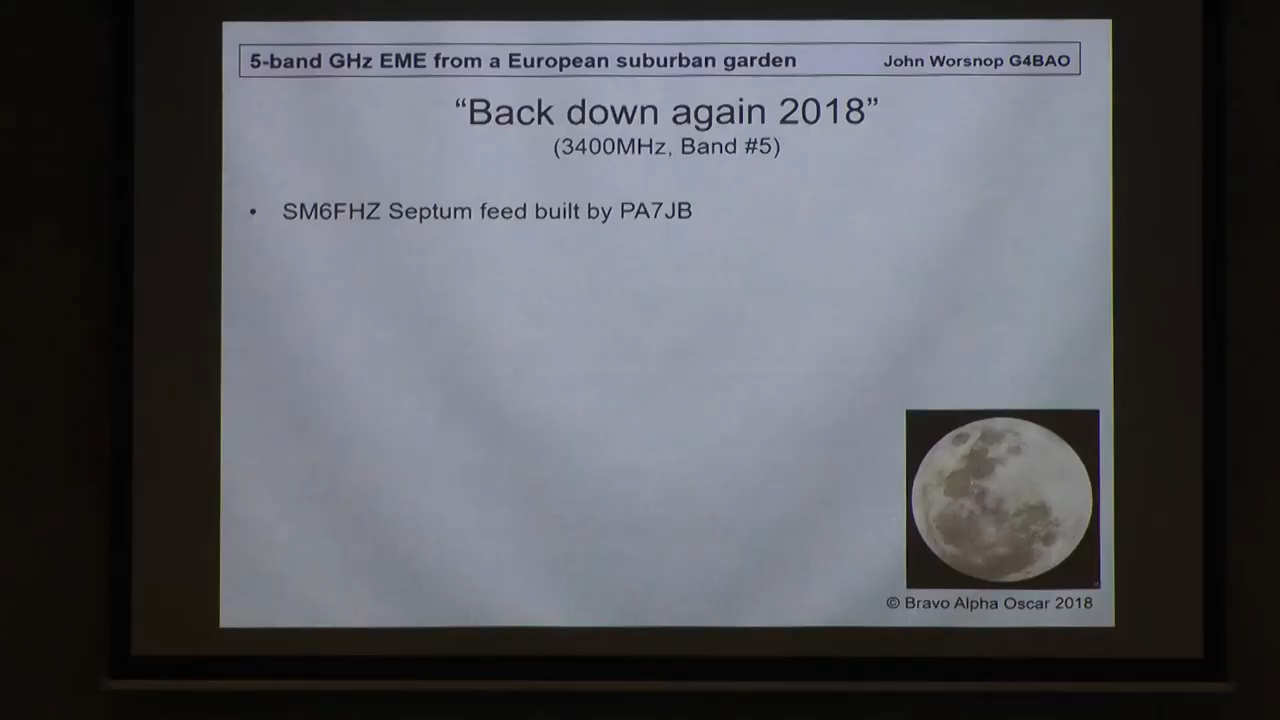 5-band GHz EME from a European suburban garden John Worsnop G4BAO
“Back down again 2018”
(3400MHz, Band #5)
• SM6FHZ Septum feed built by PA7JB
© Bravo Alpha Oscar 2018